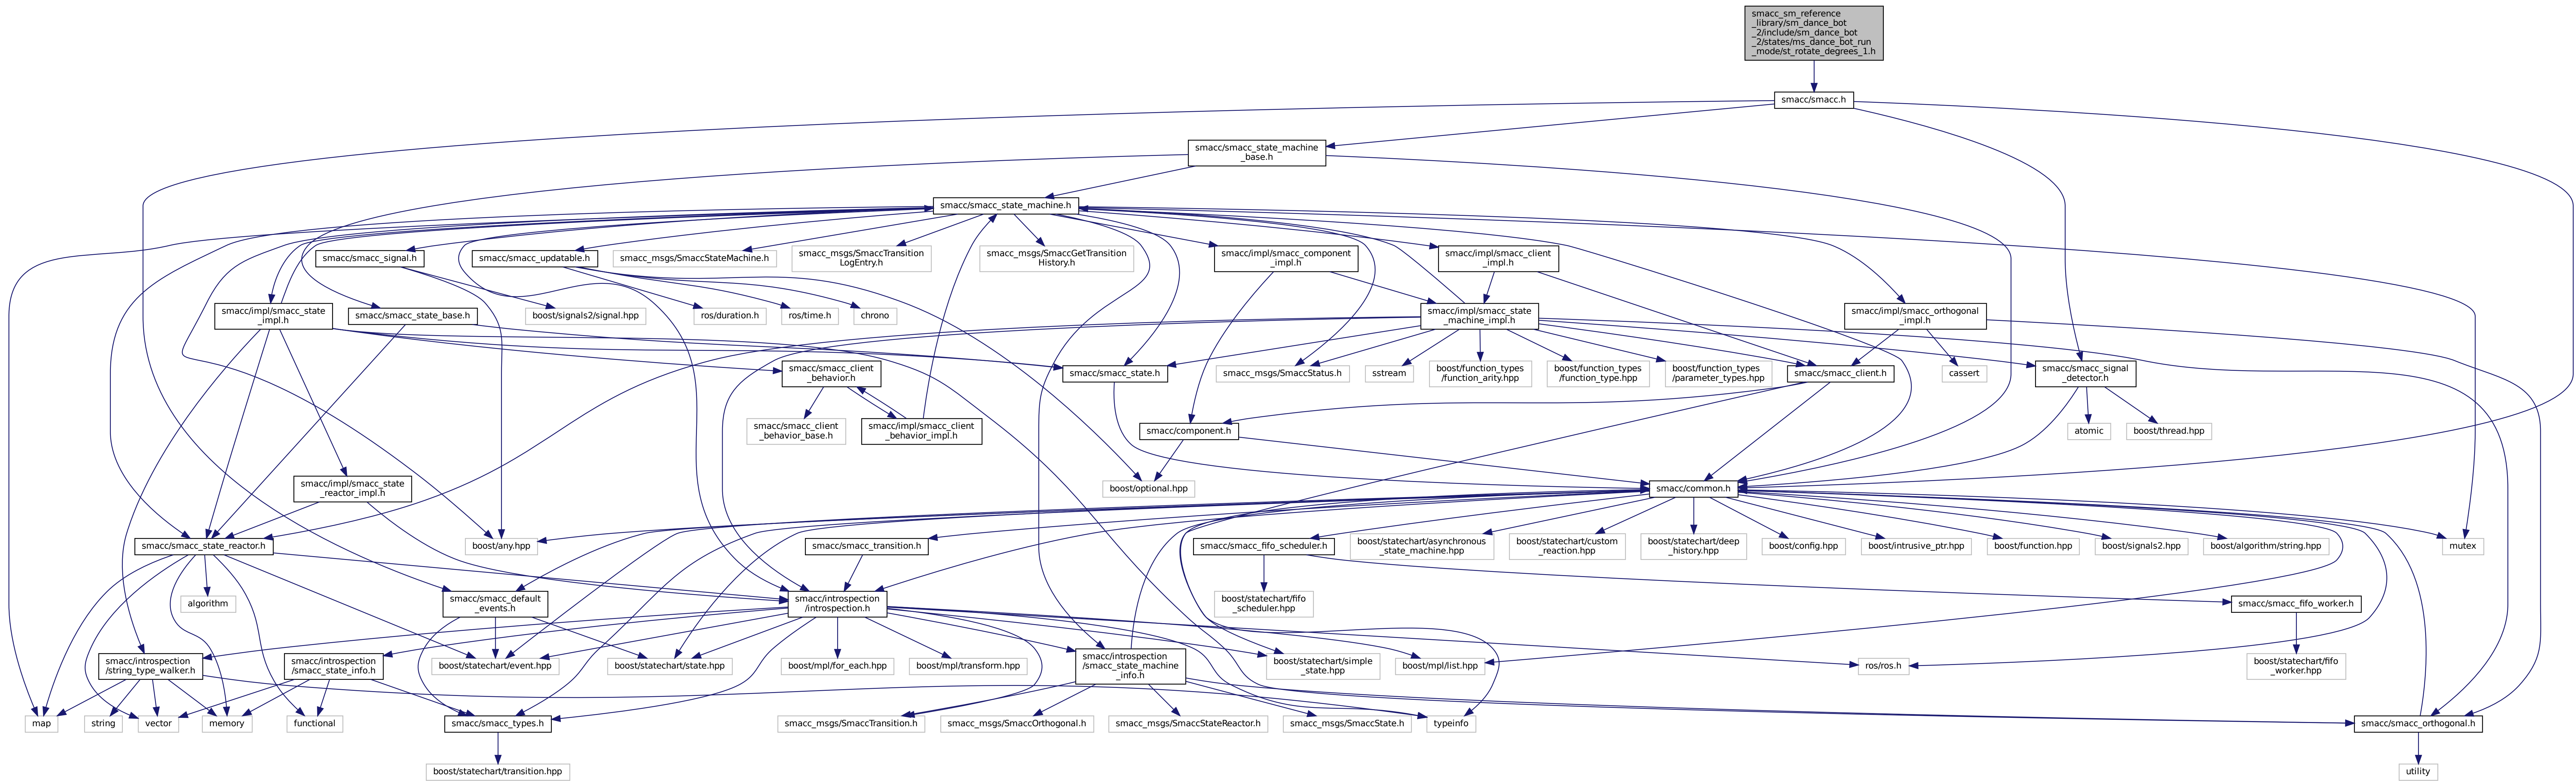 smacc_sm_reference
_library/sm_dance_bot
_2/include/sm_dance_bot
_2/states/ms_dance_bot_run
_mode/st_rotate_degrees_1.h
smacc/smacc.h
smacc/smacc_state_machine
_base.h
smacc/smacc_state_machine.h
smacc/smacc_signal.h
smacc/smacc_updatable.h
smacc_msgs/SmaccStateMachine.h
smacc_msgs/SmaccTransition
LogEntry.h
smacc_msgs/SmaccGetTransition
History.h
smacc/impl/smacc_component
_impl.h
smacc/impl/smacc_client
_impl.h
smacc/impl/smacc_state
_impl.h
smacc/smacc_state_base.h
boost/signals2/signal.hpp
ros/duration.h
ros/time.h
chrono
smacc/impl/smacc_state
_machine_impl.h
smacc/impl/smacc_orthogonal
_impl.h
smacc/smacc_client
_behavior.h
smacc/smacc_state.h
smacc_msgs/SmaccStatus.h
sstream
boost/function_types
/function_arity.hpp
boost/function_types
/function_type.hpp
boost/function_types
/parameter_types.hpp
smacc/smacc_client.h
cassert
smacc/smacc_signal
_detector.h
smacc/smacc_client
_behavior_base.h
smacc/impl/smacc_client
_behavior_impl.h
smacc/component.h
atomic
boost/thread.hpp
smacc/impl/smacc_state
_reactor_impl.h
boost/optional.hpp
smacc/common.h
smacc/smacc_state_reactor.h
boost/any.hpp
smacc/smacc_transition.h
smacc/smacc_fifo_scheduler.h
boost/statechart/asynchronous
_state_machine.hpp
boost/statechart/custom
_reaction.hpp
boost/statechart/deep
_history.hpp
boost/config.hpp
boost/intrusive_ptr.hpp
boost/function.hpp
boost/signals2.hpp
boost/algorithm/string.hpp
mutex
algorithm
smacc/smacc_default
_events.h
smacc/introspection
/introspection.h
boost/statechart/fifo
_scheduler.hpp
smacc/smacc_fifo_worker.h
smacc/introspection
/string_type_walker.h
smacc/introspection
/smacc_state_info.h
boost/statechart/event.hpp
boost/statechart/state.hpp
boost/mpl/for_each.hpp
boost/mpl/transform.hpp
smacc/introspection
/smacc_state_machine
_info.h
boost/statechart/simple
_state.hpp
boost/mpl/list.hpp
ros/ros.h
boost/statechart/fifo
_worker.hpp
map
string
vector
memory
functional
smacc/smacc_types.h
smacc_msgs/SmaccTransition.h
smacc_msgs/SmaccOrthogonal.h
smacc_msgs/SmaccStateReactor.h
smacc_msgs/SmaccState.h
typeinfo
smacc/smacc_orthogonal.h
boost/statechart/transition.hpp
utility